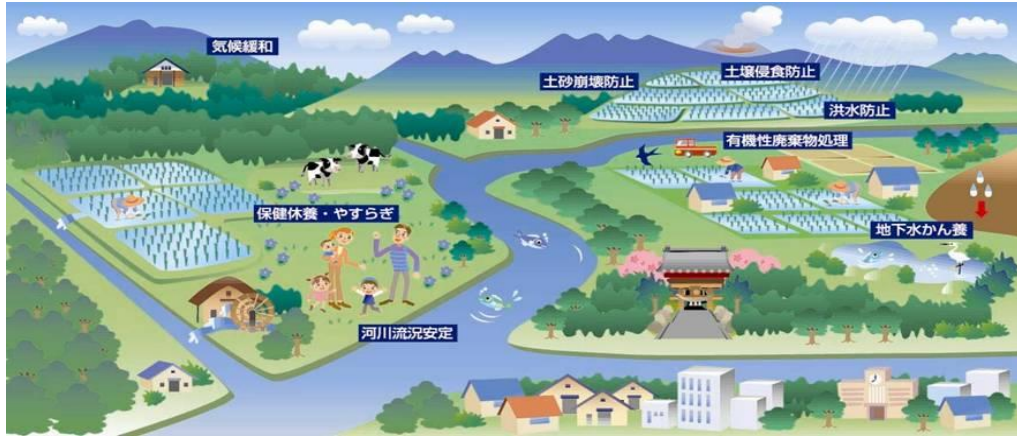 気候緩和
土砂崩壊防止
土壌侵食防止
洪水防止
有機性廃棄物処理
保健休養・やすらぎ
地下水かん養
河川流況安定